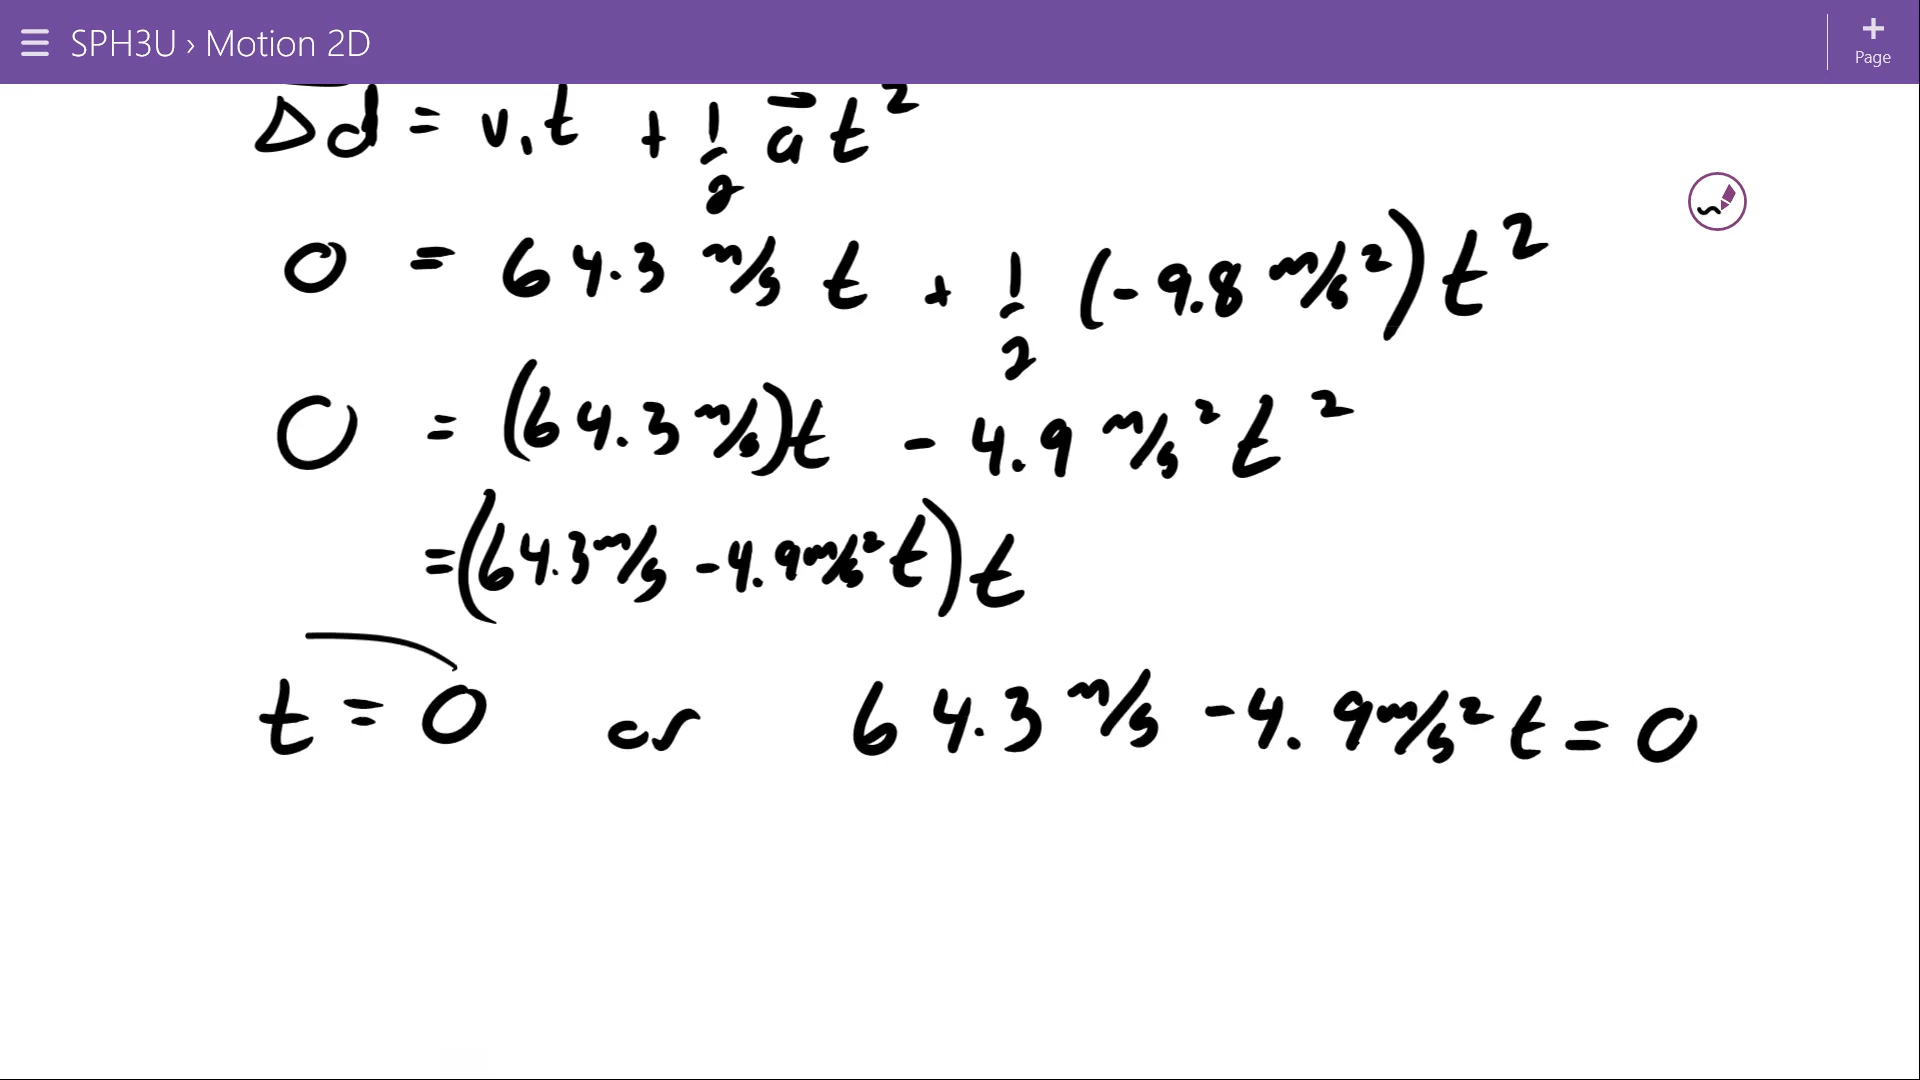 SPH3U › Motion 2D
+ Page
Δd = v₁t + 1/2 a⃗ t²
0 = 64.3 m/s t + 1/2 (-9.8 m/s²) t²
0 = (64.3 m/s)t - 4.9 m/s² t²
= (64.3 m/s - 4.9 m/s² t) t
t = 0 or 64.3 m/s - 4.9 m/s² t = 0